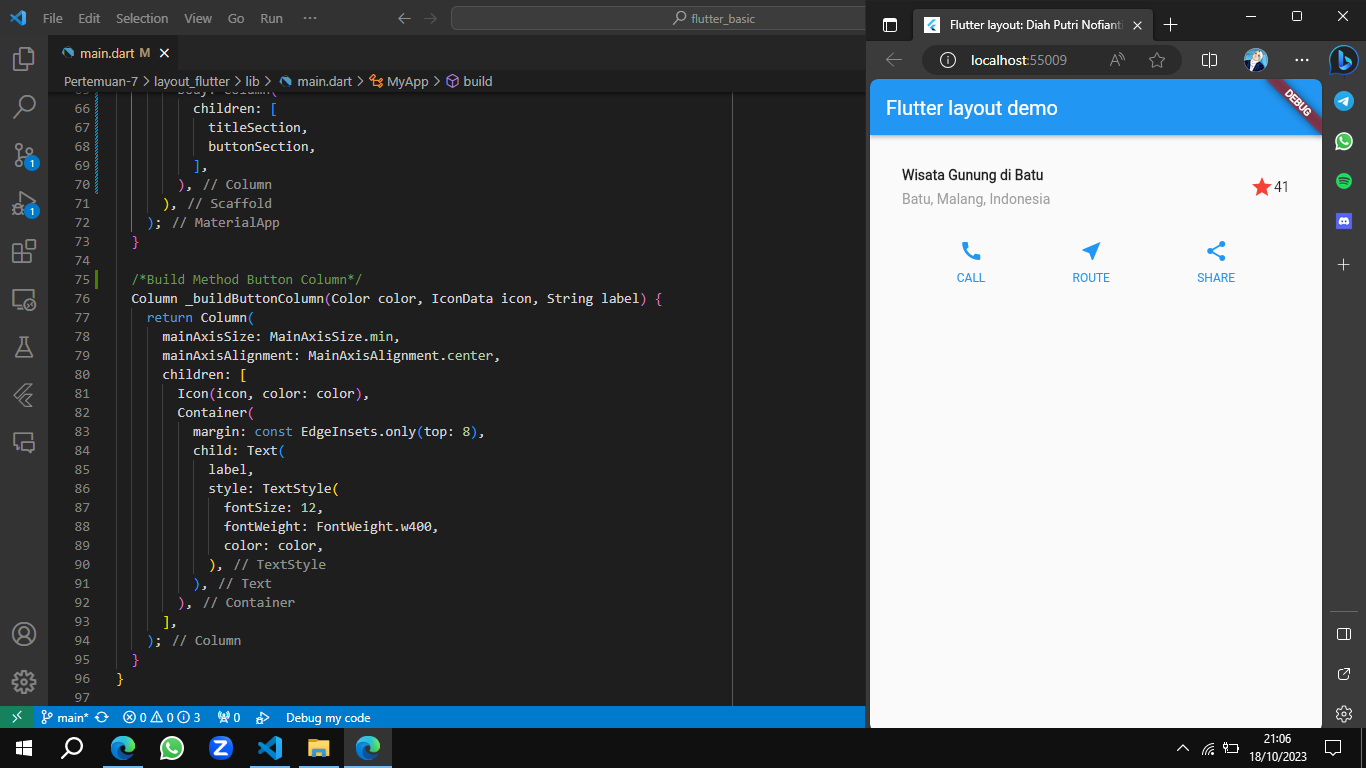 File Edit Selection View Go Run ···
flutter_basic
main.dart M
Pertemuan-7 > layout_flutter > lib > main.dart > MyApp > build
65 body: Column(
66 children: [
67 titleSection,
68 buttonSection,
69 ],
70 ), // Column
71 ), // Scaffold
72 ); // MaterialApp
73 }
74
75 /*Build Method Button Column*/
76 Column _buildButtonColumn(Color color, IconData icon, String label) {
77 return Column(
78 mainAxisSize: MainAxisSize.min,
79 mainAxisAlignment: MainAxisAlignment.center,
80 children: [
81 Icon(icon, color: color),
82 Container(
83 margin: const EdgeInsets.only(top: 8),
84 child: Text(
85 label,
86 style: TextStyle(
87 fontSize: 12,
88 fontWeight: FontWeight.w400,
89 color: color,
90 ), // TextStyle
91 ), // Text
92 ), // Container
93 ],
94 ); // Column
95 }
96 }
97
1
1
main* 0 0 3 0 Debug my code
Flutter layout: Diah Putri Nofianti
localhost:55009
Flutter layout demo
DEBUG
Wisata Gunung di Batu
Batu, Malang, Indonesia
41
CALL ROUTE SHARE
21:06
18/10/2023